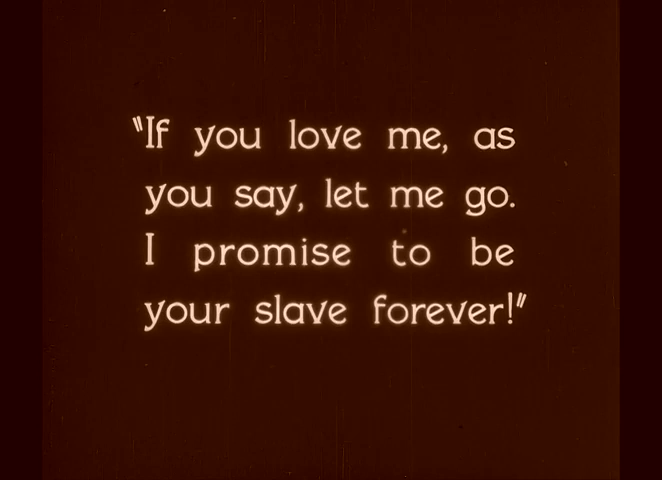 "If you love me, as
you say, let me go.
I promise to be
your slave forever!"